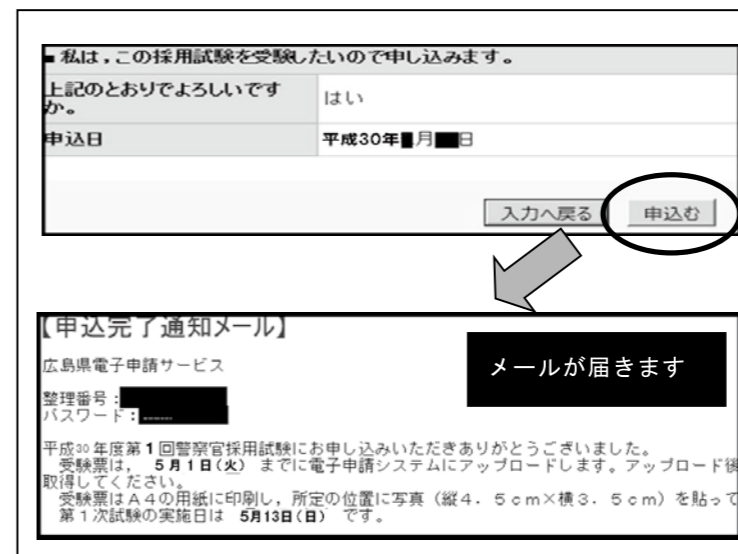 ■ 私は，この採用試験を受験したいので申し込みます。
上記のとおりでよろしいです
か。
はい
申込日
平成30年 月 日
入力へ戻る
申込む
【申込完了通知メール】
メールが届きます
広島県電子申請サービス
整理番号：
パスワード：
平成30年度第1回警察官採用試験にお申し込みいただきありがとうございました。
受験票は， 5月1日(火) までに電子申請システムにアップロードします。アップロード後
取得してください。
受験票はＡ４の用紙に印刷し，所定の位置に写真（縦４．５ｃｍ×横３．５ｃｍ）を貼って
第１次試験の実施日は 5月13日(日) です。